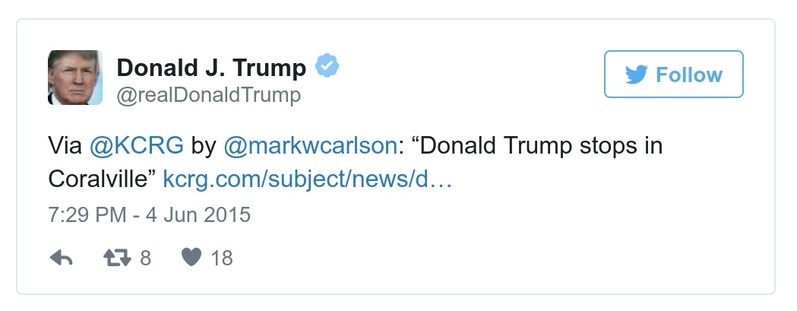 Donald J. Trump
@realDonaldTrump
Follow
Via @KCRG by @markwcarlson: “Donald Trump stops in
Coralville” kcrg.com/subject/news/d…
7:29 PM - 4 Jun 2015
8 18